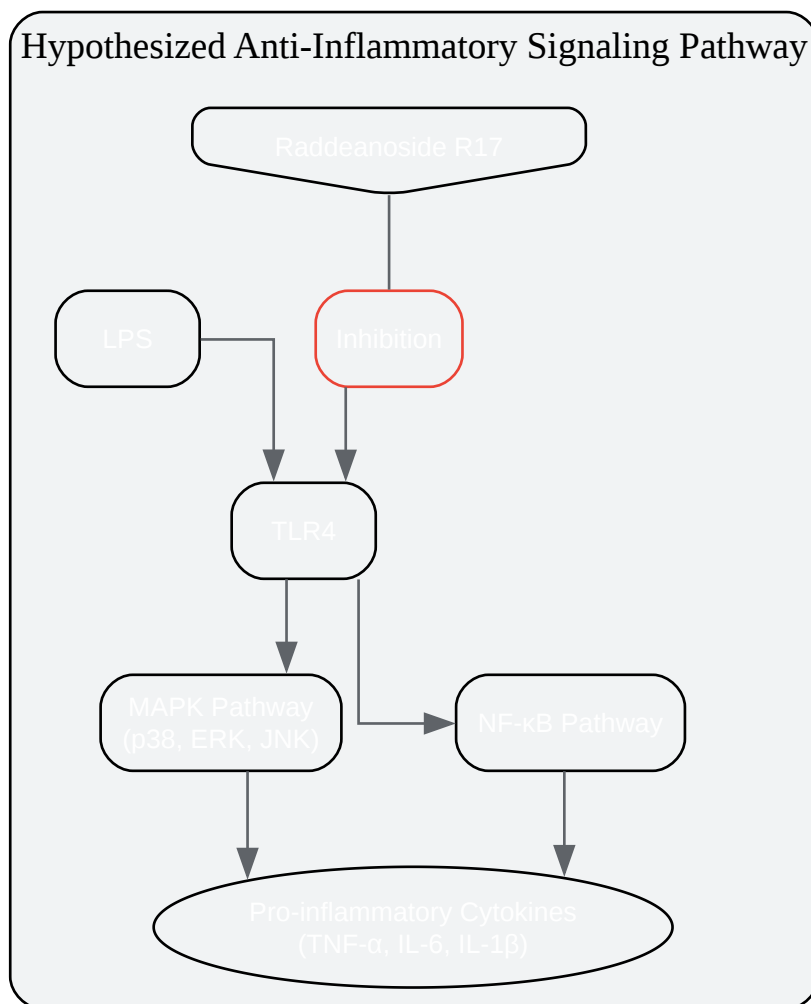 Hypothesized Anti-Inflammatory Signaling Pathway
Raddeanoside R17
LPS
Inhibition
TLR4
MAPK Pathway
(p38, ERK, JNK)
NF-κB Pathway
Pro-inflammatory Cytokines
(TNF-α, IL-6, IL-1β)